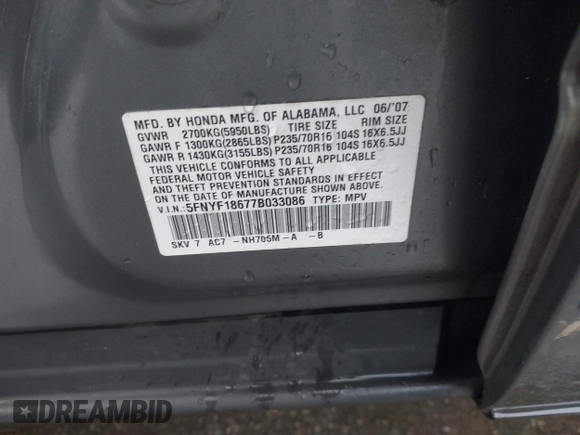 MFD. BY HONDA MFG. OF ALABAMA, LLC 06/'07
GVWR 2700KG(5950LBS) TIRE SIZE RIM SIZE
GAWR F 1300KG(2865LBS) P235/70R16 104S 16X6.5JJ
GAWR R 1430KG(3155LBS) P235/70R16 104S 16X6.5JJ
THIS VEHICLE CONFORMS TO ALL APPLICABLE
FEDERAL MOTOR VEHICLE SAFETY
AND THEFT PREVENTION STANDARDS IN EFFECT
ON THE DATE OF MANUFACTURE SHOWN ABOVE.
V.I.N.: 5FNYF18677B033086 TYPE: MPV
SKV 7 AC7 -NH705M-A -B
DREAMBID